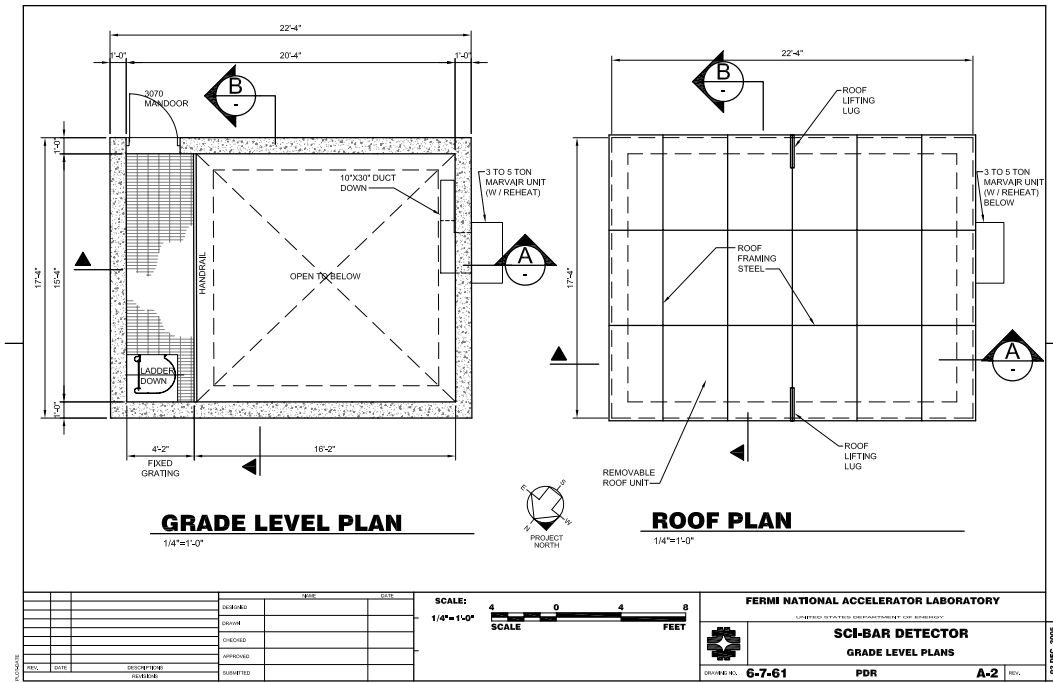 22'-4"
1'-0"
20'-4"
1'-0"
3070
MANDOOR
B
-
1'-0"
17'-4"
15'-4"
1'-0"
10"X30" DUCT
DOWN
3 TO 5 TON
MARVAIR UNIT
(W / REHEAT)
A
-
HANDRAIL
OPEN TO BELOW
LADDER
DOWN
4'-2"
16'-2"
FIXED
GRATING
GRADE LEVEL PLAN
1/4"=1'-0"
22'-4"
B
-
ROOF
LIFTING
LUG
3 TO 5 TON
MARVAIR UNIT
(W / REHEAT)
BELOW
17'-4"
ROOF
FRAMING
STEEL
A
-
REMOVABLE
ROOF UNIT
ROOF
LIFTING
LUG
E
S
N
W
PROJECT
NORTH
ROOF PLAN
1/4"=1'-0"
REV.
DATE
DESCRIPTIONS
REVISIONS
NAME
DATE
DESIGNED
DRAWN
CHECKED
APPROVED
SUBMITTED
SCALE:
1/4"=1'-0"
4 0 4 8
SCALE FEET
FERMI NATIONAL ACCELERATOR LABORATORY
UNITED STATES DEPARTMENT OF ENERGY
SCI-BAR DETECTOR
GRADE LEVEL PLANS
DRAWING NO. 6-7-61 PDR A-2 REV.